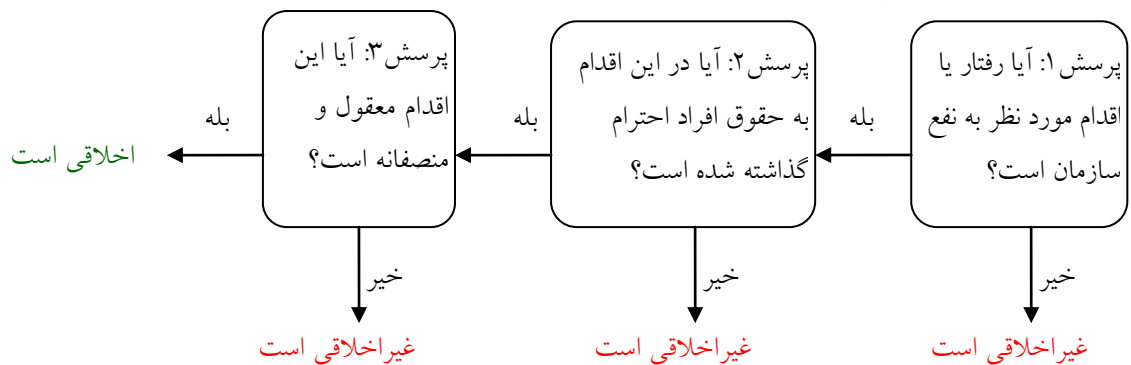 پرسش۱: آیا رفتار یا
اقدام مورد نظر به نفع
سازمان است؟
بله
خیر
غیراخلاقی است
پرسش۲: آیا در این اقدام
به حقوق افراد احترام
گذاشته شده است؟
بله
خیر
غیراخلاقی است
پرسش۳: آیا این
اقدام معقول و
منصفانه است؟
بله
خیر
غیراخلاقی است
اخلاقی است